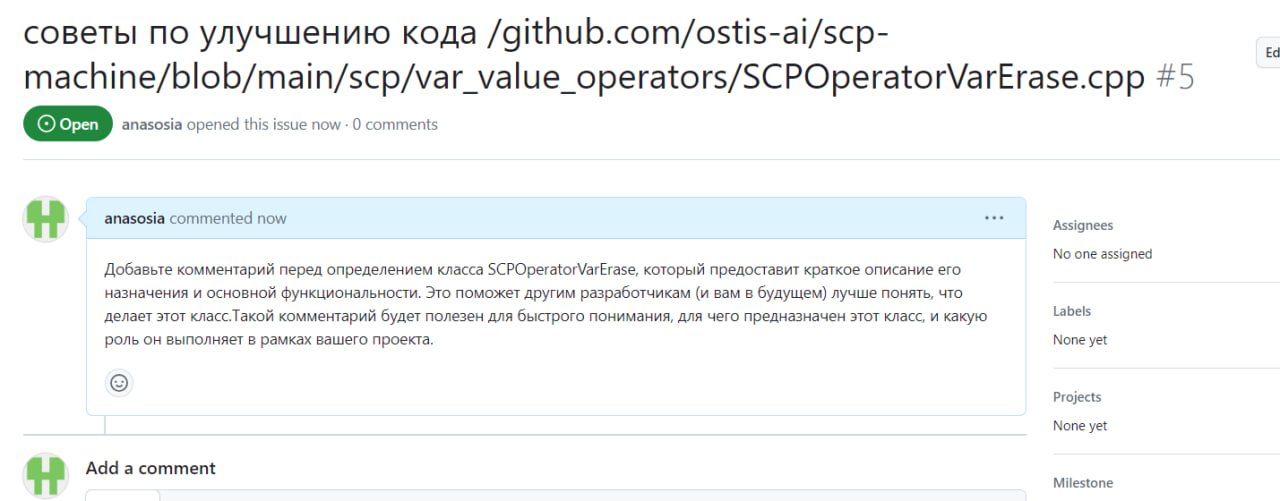 советы по улучшению кода /github.com/ostis-ai/scp-
machine/blob/main/scp/var_value_operators/SCPOperatorVarErase.cpp #5
Ed
Open anasosia opened this issue now · 0 comments
anasosia commented now
Добавьте комментарий перед определением класса SCPOperatorVarErase, который предоставит краткое описание его
назначения и основной функциональности. Это поможет другим разработчикам (и вам в будущем) лучше понять, что
делает этот класс.Такой комментарий будет полезен для быстрого понимания, для чего предназначен этот класс, и какую
роль он выполняет в рамках вашего проекта.
Assignees
No one assigned
Labels
None yet
Projects
None yet
Milestone
Add a comment